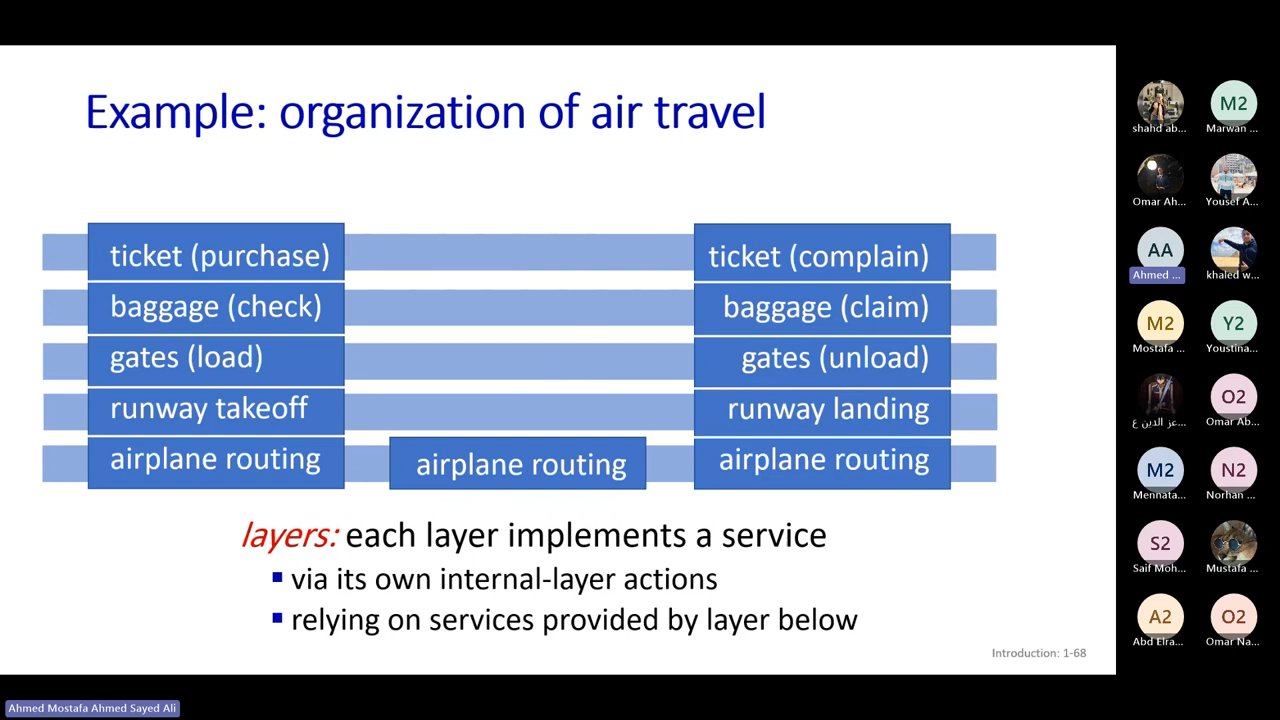 Example: organization of air travel
ticket (purchase)
ticket (complain)
baggage (check)
baggage (claim)
gates (load)
gates (unload)
runway takeoff
runway landing
airplane routing
airplane routing
airplane routing
layers: each layer implements a service
via its own internal-layer actions
relying on services provided by layer below
Introduction: 1-68
M2
shahd ab...
Marwan ...
Omar Ah...
Yousef A...
AA
Ahmed ...
khaled w...
M2
Y2
Mostafa ...
Youstina...
O2
عز الدين ع...
Omar Ab...
M2
N2
Mennata...
Norhan ...
S2
Saif Moh...
Mustafa ...
A2
O2
Abd Elra...
Omar Na...
Ahmed Mostafa Ahmed Sayed Ali